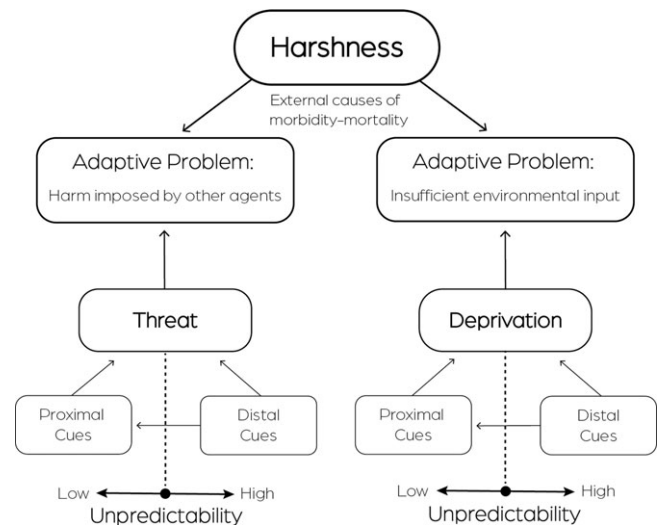 Harshness
External causes of
morbidity-mortality
Adaptive Problem:
Harm imposed by other agents
Adaptive Problem:
Insufficient environmental input
Threat
Deprivation
Proximal
Cues
Distal
Cues
Proximal
Cues
Distal
Cues
Low
High
Unpredictability
Low
High
Unpredictability